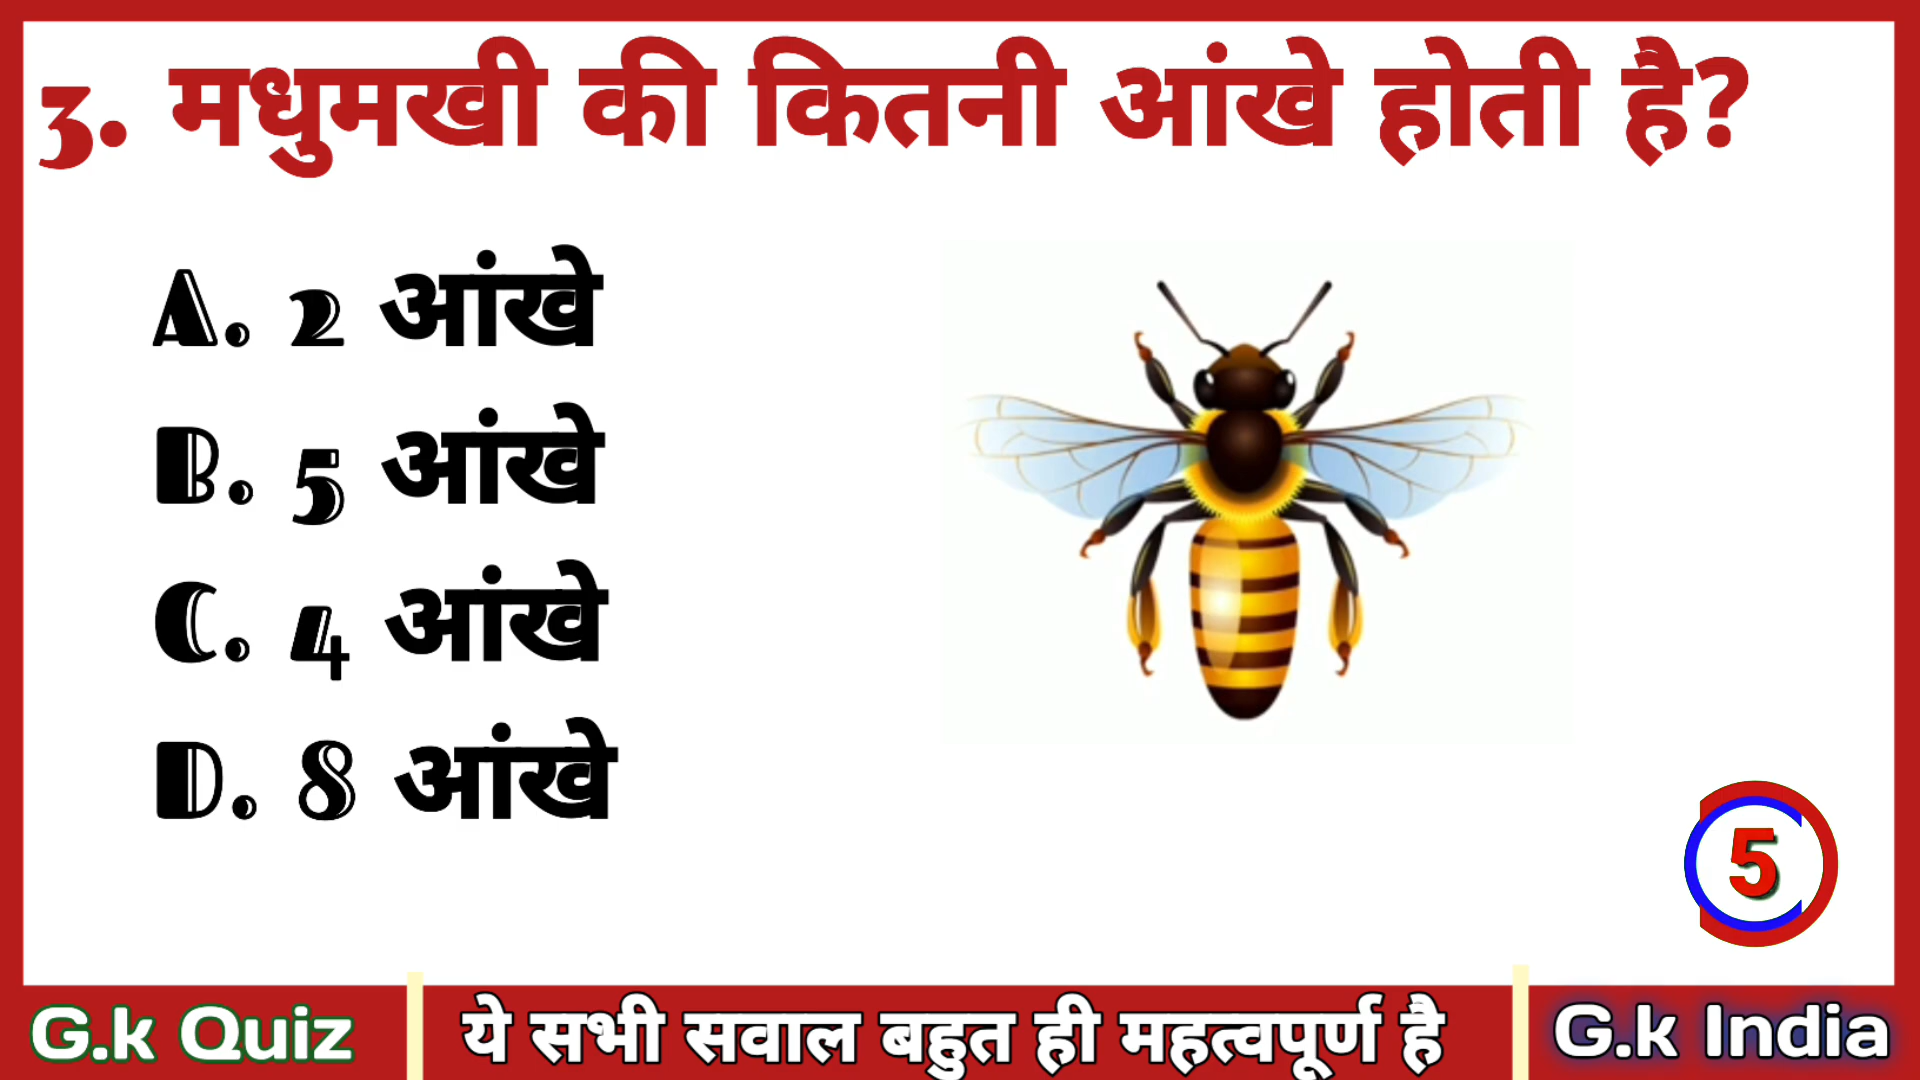 3. मधुमखी की कितनी आंखे होती है?
A. 2 आंखे
B. 5 आंखे
C. 4 आंखे
D. 8 आंखे
5
G.k Quiz
ये सभी सवाल बहुत ही महत्वपूर्ण है
G.k India